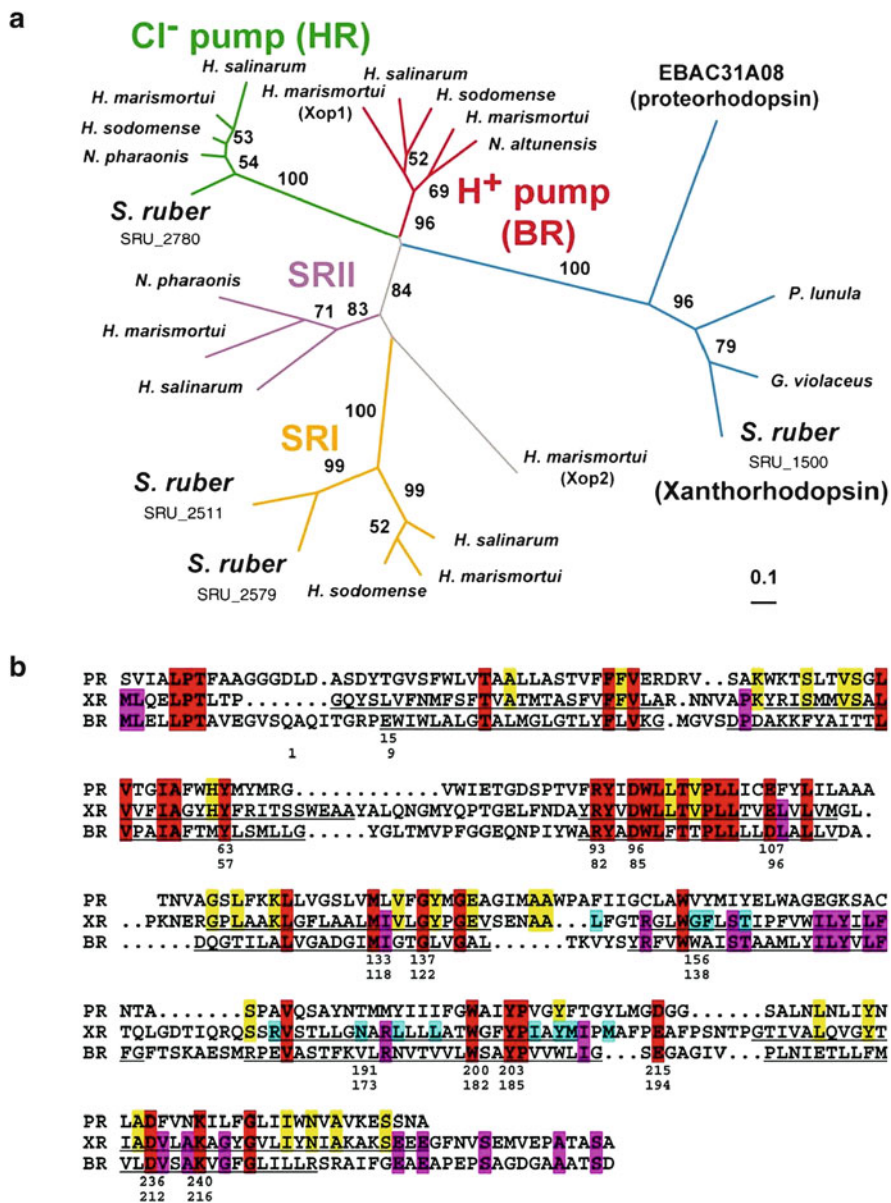 a
Cl⁻ pump (HR)
H. salinarum
H. marismortui
H. sodomense
N. pharaonis
53
54
100
S. ruber
SRU_2780
H. salinarum
H. marismortui
(Xop1)
H. sodomense
H. marismortui
N. altunensis
52
69
96
H⁺ pump
(BR)
EBAC31A08
(proteorhodopsin)
100
96
79
P. lunula
G. violaceus
S. ruber
SRU_1500
(Xanthorhodopsin)
SRII
N. pharaonis
71
83
84
H. marismortui
H. salinarum
100
SRI
99
S. ruber
SRU_2511
S. ruber
SRU_2579
99
52
H. salinarum
H. marismortui
H. sodomense
H. marismortui
(Xop2)
0.1
b
PR SVIALPTFAAGGGDLD.ASDYTGVSFWLVTAALLASTVFFFVERDRV..SAKWKTSLTVSGL
XR MLQELPTLTP.......GQYSLVFNMFSFTVATMTASFVFFVLAR.NNVAPKYRISMMVSAL
BR MLELLPTAVEGVSQAQITGRPEWIWLALGTALMGLGTLYFLVKG.MGVSDPDAKKFYAITTL
15
1 9
PR VTGIAFWHYMYMRG............VWIETGDSPTVFRYIDWLLTVPLLICEFYLILAAA
XR VVFIAGYHYFRITSSWEAAYALQNGMYQPTGELFNDAYRYVDWLLTVPLLTVELVLVMGL.
BR VPAIAFTMYLSMLLG......YGLTMVPFGGEQNPIYWARYADWLFTTPLLLLDLALLVDA.
63 93 96 107
57 82 85 96
PR TNVAGSLFKKLLVGSLVMLVFGYMGEAGIMAAWPAFIIGCLAWVYMIYELWAGEGKSAC
XR ..PKNERGPLAAKLGFLAALMIVLGYPGEVSENAA...LFGTRGLWGFLSTIPFVWILYILF
BR ......DQGTILALVGADGIMIGTGLVGAL......TKVYSYRFVWWAISTAAMLYILYVLF
133 137 156
118 122 138
PR NTA.......SPAVQSAYNTMMYIIIFGWAIYPVGYFTGYLMGDGG....SALNLNLIYN
XR TQLGDTIQRQSSRVSTLLGNARLLLLATWGFYPIAYMIPMAFPEAFPSNTPGTIVALQVGYT
BR FGFTSKAESMRPEVASTFKVLRNVTVVLWSAYPVVWLIG...SEGAGIV..PLNIETLLFM
191 200 203 215
173 182 185 194
PR LADFVNKILFGLIIWNVAVKESSNA
XR IADVLAKAGYGVLIYNIAKAKSEEEGFNVSEMVEPATASA
BR VLDVSAKVGFGLILLRSRAIFGEAEAPEPSAGDGAAATSD
236 240
212 216